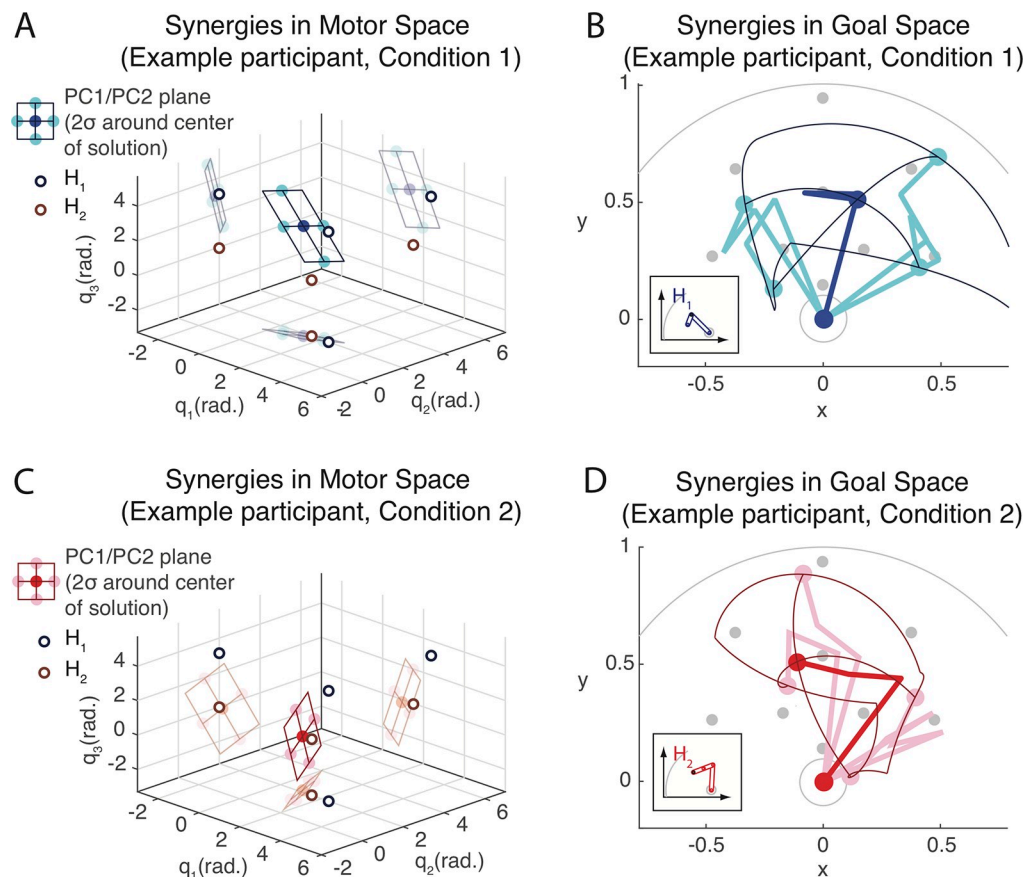 A
Synergies in Motor Space
(Example participant, Condition 1)
PC1/PC2 plane
(2σ around center
of solution)
H₁
H₂
4
2
0
-2
q₃(rad.)
-2
0
2
4
6
q₁(rad.)
-2
0
2
4
6
q₂(rad.)
B
Synergies in Goal Space
(Example participant, Condition 1)
1
0.5
0
y
H₁
-0.5
0
0.5
x
C
Synergies in Motor Space
(Example participant, Condition 2)
PC1/PC2 plane
(2σ around center
of solution)
H₁
H₂
4
2
0
-2
q₃(rad.)
-2
0
2
4
6
q₁(rad.)
-2
0
2
4
6
q₂(rad.)
D
Synergies in Goal Space
(Example participant, Condition 2)
1
0.5
0
y
H₂
-0.5
0
0.5
x